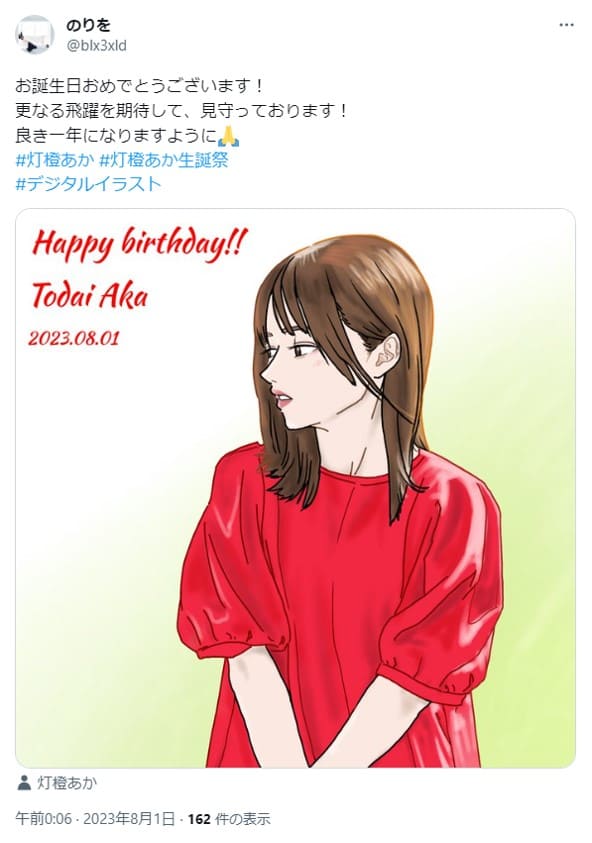 のりを
@blx3xld
お誕生日おめでとうございます！
更なる飛躍を期待して、見守っております！
良き一年になりますように🙏
#灯橙あか #灯橙あか生誕祭
#デジタルイラスト
Happy birthday!!
Todai Aka
2023.08.01
灯橙あか
午前0:06 · 2023年8月1日 · 162 件の表示